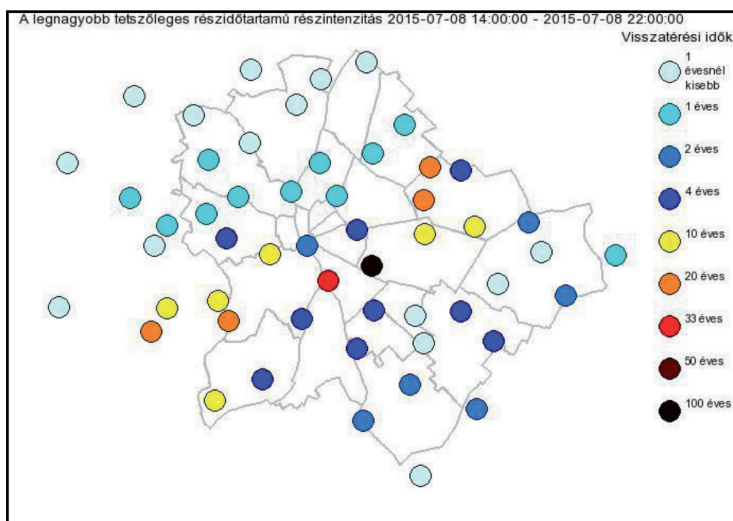 A legnagyobb tetszőleges részidőtartamú részintenzitás 2015-07-08 14:00:00 - 2015-07-08 22:00:00
Visszatérési idők
1
évesnél
kisebb
1 éves
2 éves
4 éves
10 éves
20 éves
33 éves
50 éves
100 éves